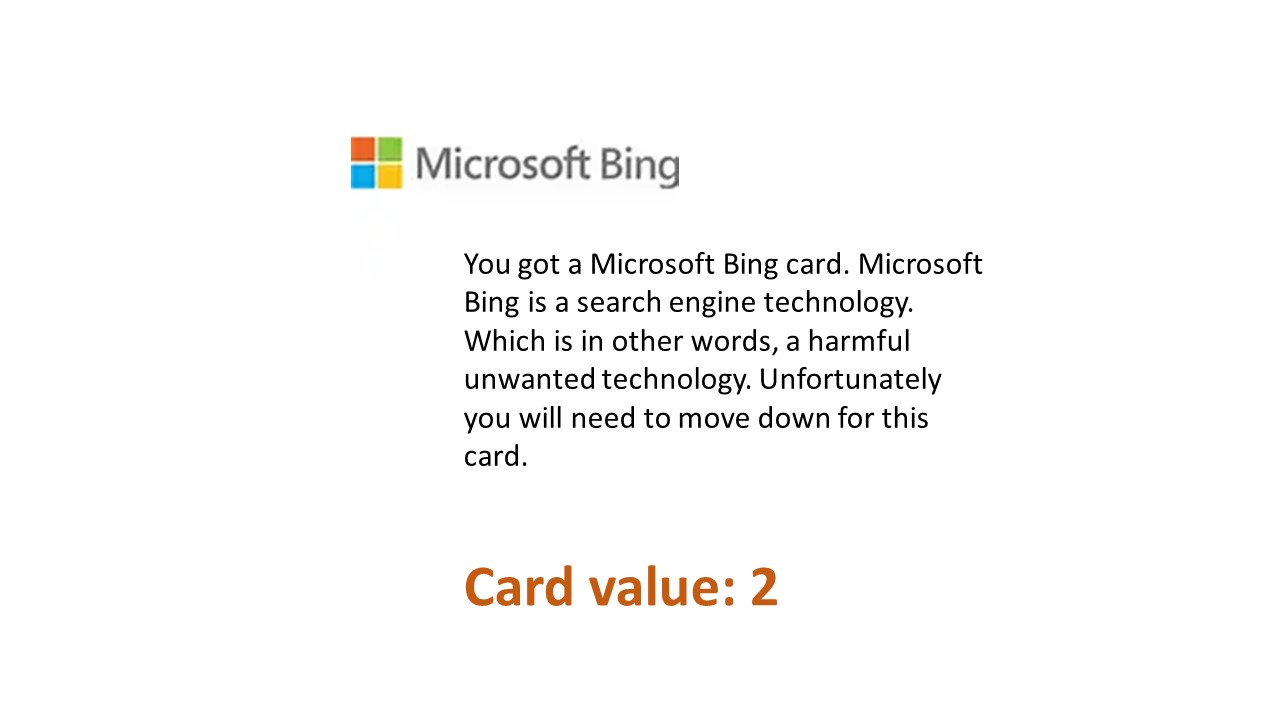 Microsoft Bing
You got a Microsoft Bing card. Microsoft
Bing is a search engine technology.
Which is in other words, a harmful
unwanted technology. Unfortunately
you will need to move down for this
card.
Card value: 2